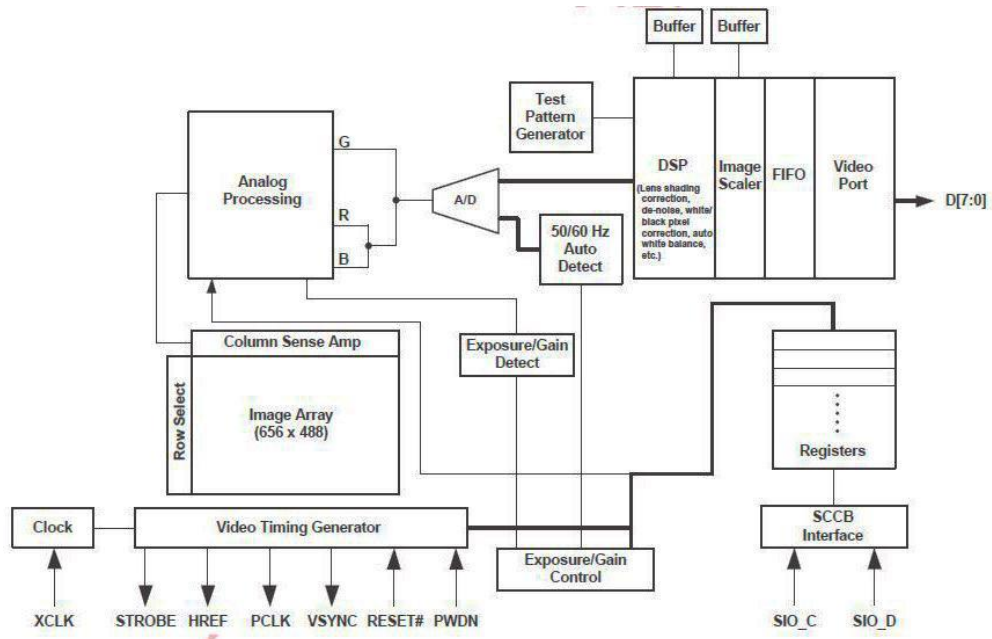 Buffer
Buffer
Test
Pattern
Generator
G
Analog
Processing
R
B
A/D
DSP
(Lens shading
correction,
de-noise, white/
black pixel
correction, auto
white balance,
etc.)
Image
Scaler
FIFO
Video
Port
D[7:0]
50/60 Hz
Auto
Detect
Column Sense Amp
Exposure/Gain
Detect
Row Select
Image Array
(656 x 488)
Registers
Clock
Video Timing Generator
SCCB
Interface
Exposure/Gain
Control
XCLK
STROBE
HREF
PCLK
VSYNC
RESET#
PWDN
SIO_C
SIO_D